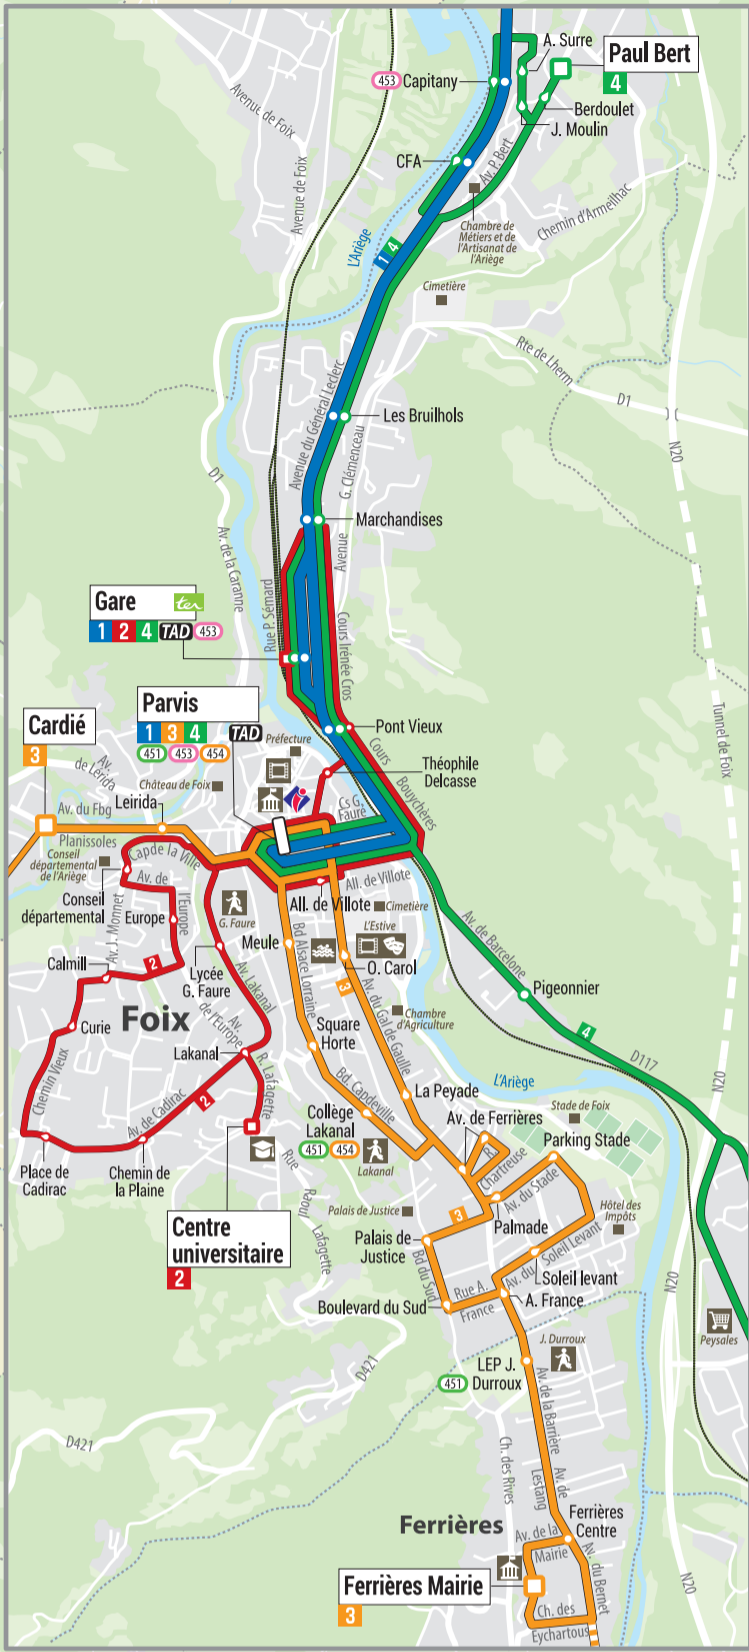 A. Surre
Paul Bert
4
453 Capitany
Berdoulet
J. Moulin
Avenue de Foix
Avenue de Foix
CFA
Av. P. Bert
Chambre de
Métiers et de
l'Artisanat de
l'Ariège
Chemin d'Armeilhac
L'Ariège
1 4
Cimetière
Rte de Lherm
D1
N20
Avenue du Général Leclerc
Les Bruilhols
G. Clémenceau
Avenue
Marchandises
D1
Av. de la Caranne
Rue P. Semard
Cours Irénée Cros
Gare
ter
1 2 4 TAD 453
Parvis
1 3 4 TAD
451 453 454
Cardié
3
Pont Vieux
Préfecture
Théophile
Delcasse
Cours
Bouychères
Tunnel de Foix
Av.
de Lérida
Château de Foix
Leirida
Av. du Fbg
Planissoles
Cs G.
Faure
Conseil
départemental
de l'Ariège
Cap de la Ville
Av. de
l'Europe
Conseil
départemental
Europe
Av. J. Monnet
G. Faure
All. de Villote
All. de Villote
Cimetière
L'Estive
Meule
O. Carol
Av. de Barcelone
Pigeonnier
Calmill
2
Lycée
G. Faure
Av. Lakanal
Bd Alsace Lorraine
3
Av. du Gal de Gaulle
Chambre
d'Agriculture
Foix
Curie
Av.
de l'Europe
Lakanal
R. Lafagette
Square
Horte
4
D117
L'Ariège
N20
Chemin Vieux
Av de Cadirac
2
Bd. Capdeville
La Peyade
Collège
Lakanal
451 454
Lakanal
Av. de Ferrières
Stade de Foix
Parking Stade
R. J.
Chartreuse
Place de
Cadirac
Chemin de
la Plaine
Rue
Raoul
Lafagette
Av. du Stade
Centre
universitaire
2
Palais de Justice
3
Palmade
Hôtel des
Impôts
Palais de
Justice
Av. du
Soleil Levant
Soleil levant
Bd du Sud
Rue A.
France
A. France
Boulevard du Sud
N20
Peysales
J. Durroux
LEP J.
Durroux
451
D421
D421
Av. de la Barrière
Av. de
Lestang
Ch. des Rives
Ferrières
Ferrières
Centre
Av. de la
Mairie
Av. du Bernet
Ferrières Mairie
3
Ch. des
Eychartous
N20